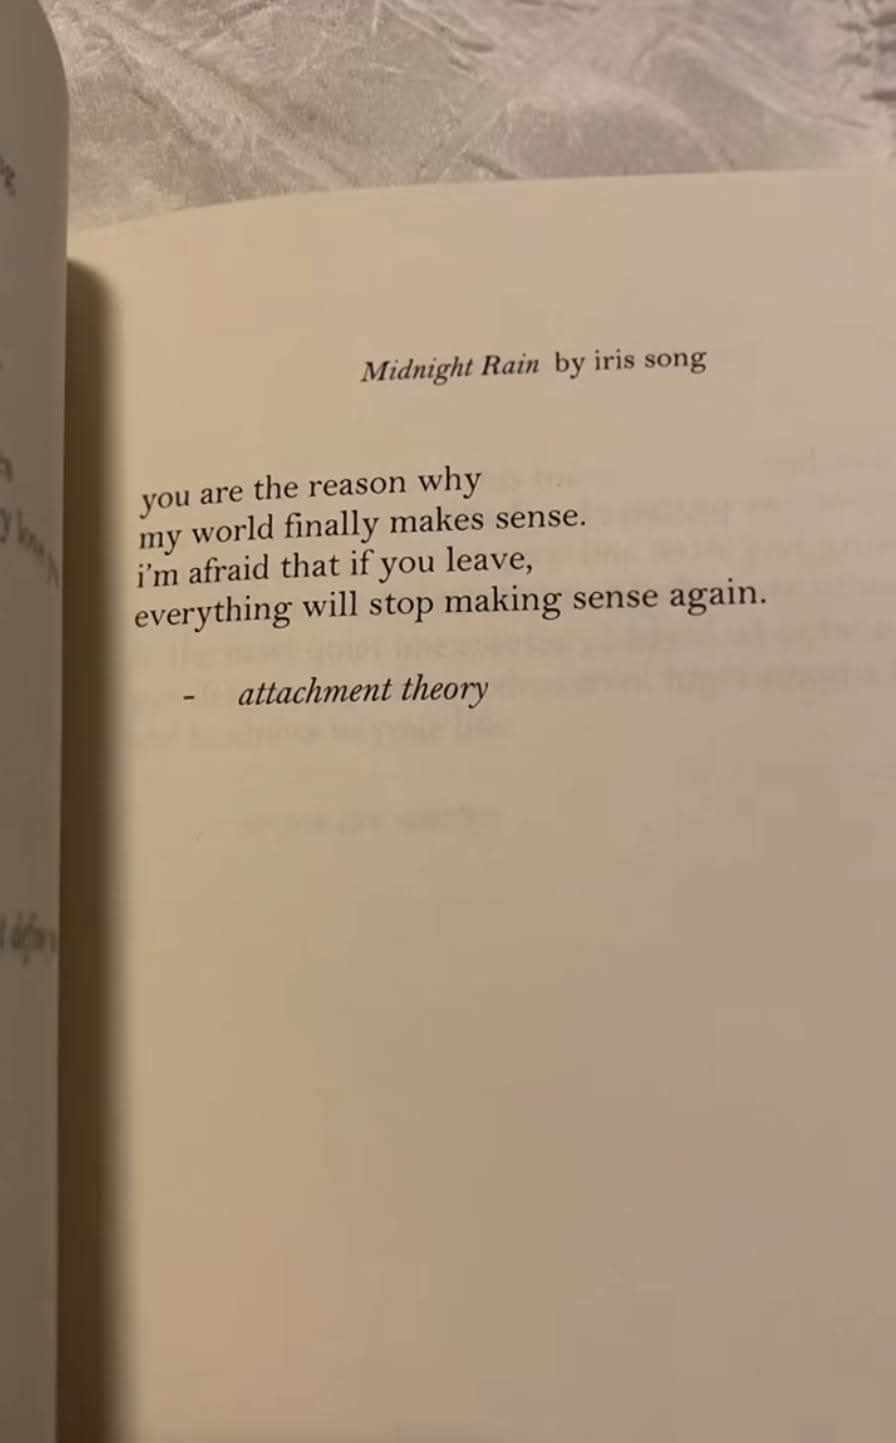 Midnight Rain by iris song
you are the reason why
my world finally makes sense.
i'm afraid that if you leave,
everything will stop making sense again.
- attachment theory